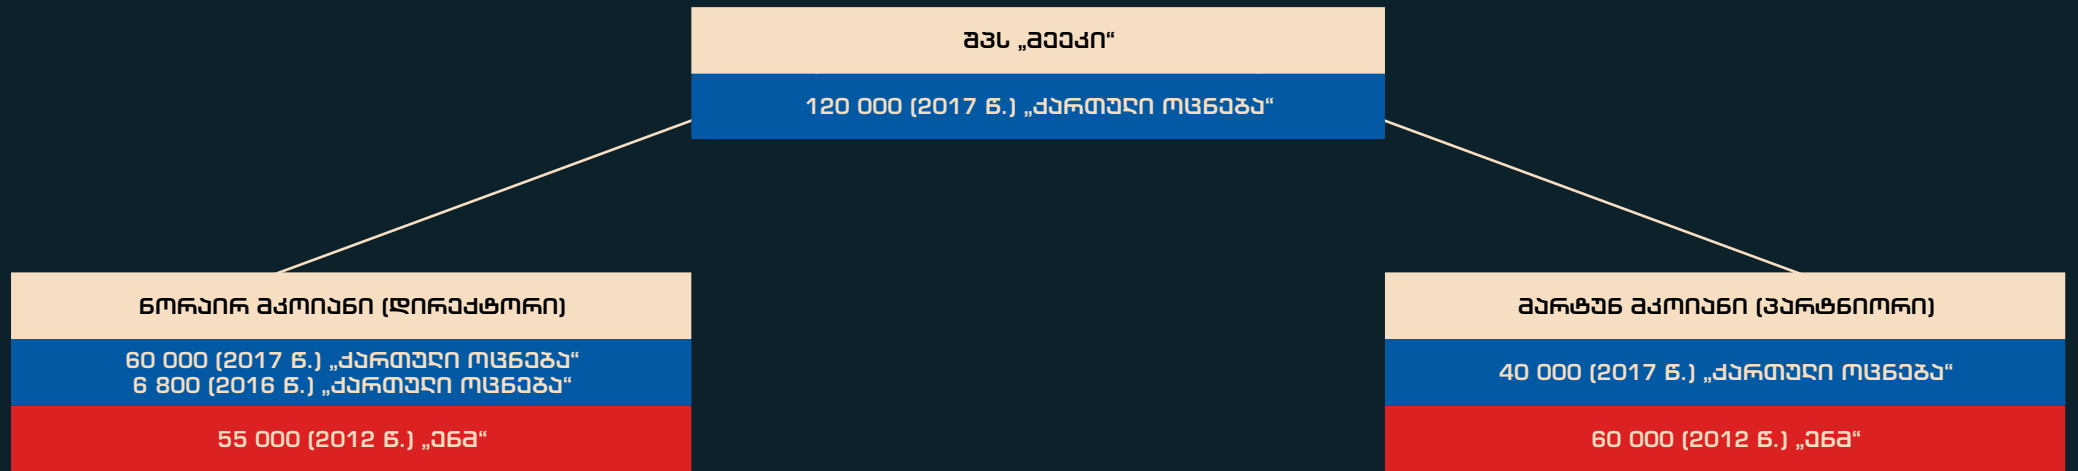 შპს „მეეკი“
120 000 (2017 წ.) „ქართული ოცნება“
ნორაირ მკოიანი (დირექტორი)
60 000 (2017 წ.) „ქართული ოცნება“
6 800 (2016 წ.) „ქართული ოცნება“
55 000 (2012 წ.) „ენმ“
მარტუნ მკოიანი (პარტნიორი)
40 000 (2017 წ.) „ქართული ოცნება“
60 000 (2012 წ.) „ენმ“